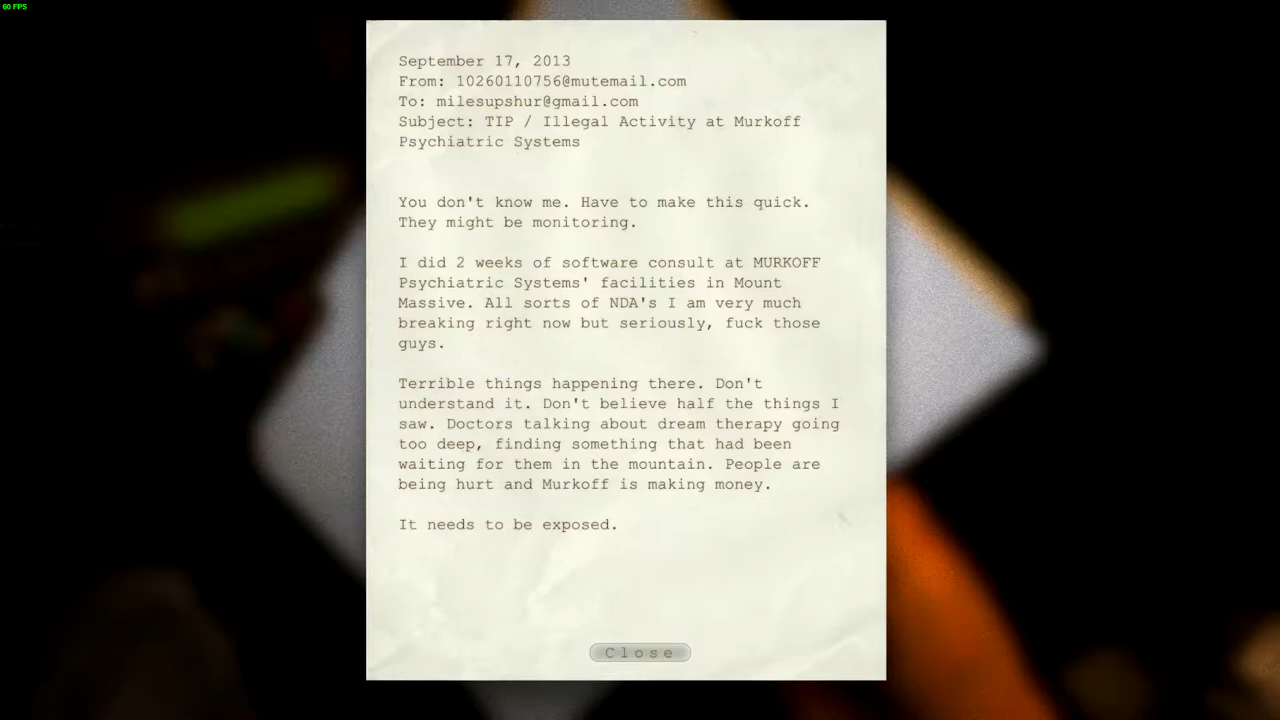 60 FPS
September 17, 2013
From: 10260110756@mutemail.com
To: milesupshur@gmail.com
Subject: TIP / Illegal Activity at Murkoff
Psychiatric Systems
You don't know me. Have to make this quick.
They might be monitoring.
I did 2 weeks of software consult at MURKOFF
Psychiatric Systems' facilities in Mount
Massive. All sorts of NDA's I am very much
breaking right now but seriously, fuck those
guys.
Terrible things happening there. Don't
understand it. Don't believe half the things I
saw. Doctors talking about dream therapy going
too deep, finding something that had been
waiting for them in the mountain. People are
being hurt and Murkoff is making money.
It needs to be exposed.
Close